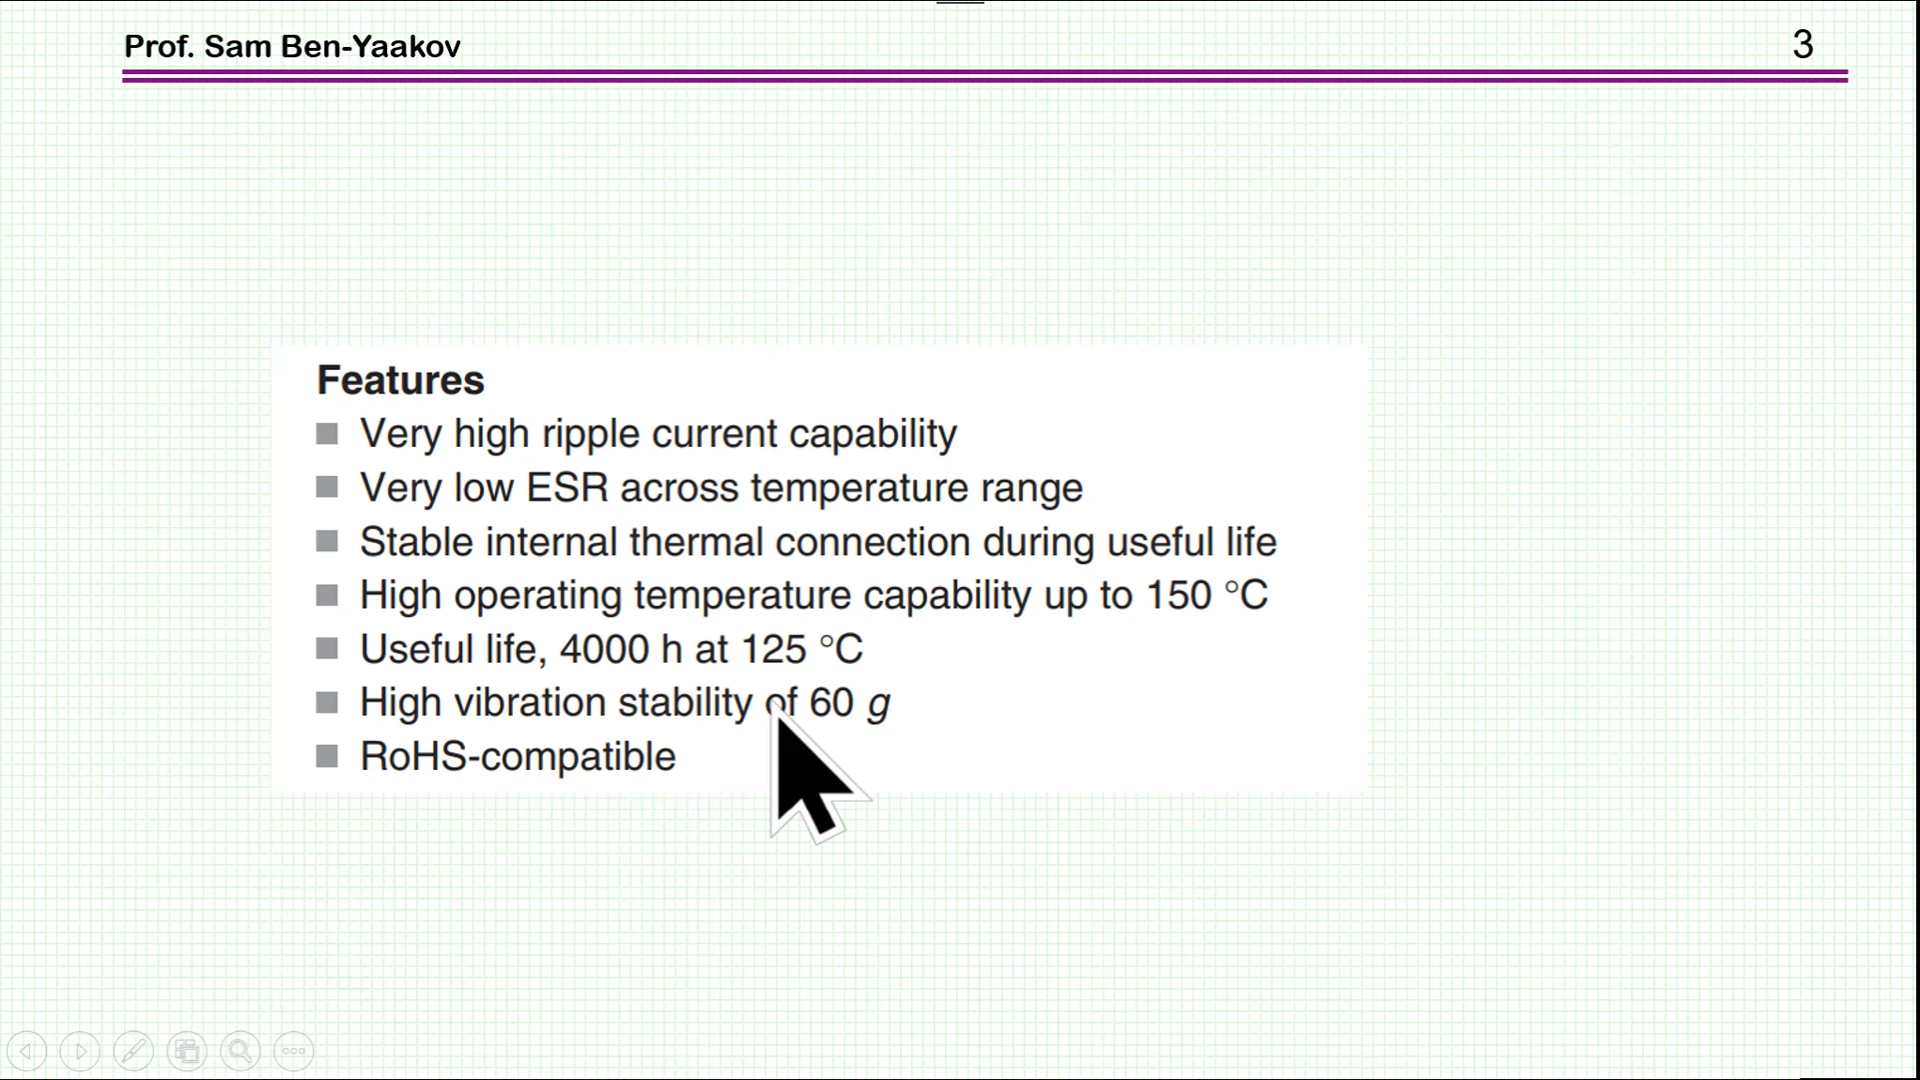 Prof. Sam Ben-Yaakov
3
Features
Very high ripple current capability
Very low ESR across temperature range
Stable internal thermal connection during useful life
High operating temperature capability up to 150 °C
Useful life, 4000 h at 125 °C
High vibration stability of 60 g
RoHS-compatible